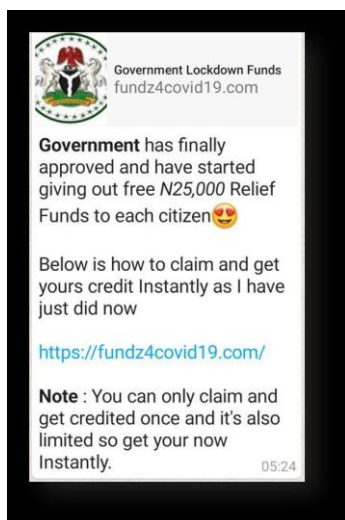 Government Lockdown Funds
fundz4covid19.com
Government has finally
approved and have started
giving out free N25,000 Relief
Funds to each citizen😍
Below is how to claim and get
yours credit Instantly as I have
just did now
https://fundz4covid19.com/
Note : You can only claim and
get credited once and it's also
limited so get your now
Instantly.
05:24